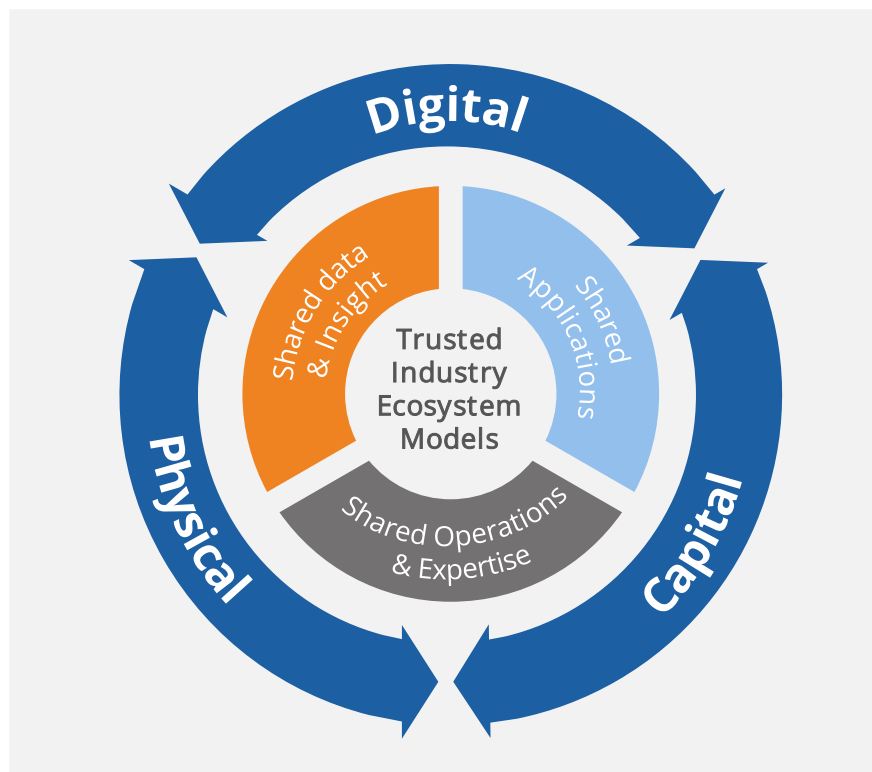 Digital
Shared data
& Insight
Shared
Applications
Trusted
Industry
Ecosystem
Models
Shared Operations
& Expertise
Physical
Capital